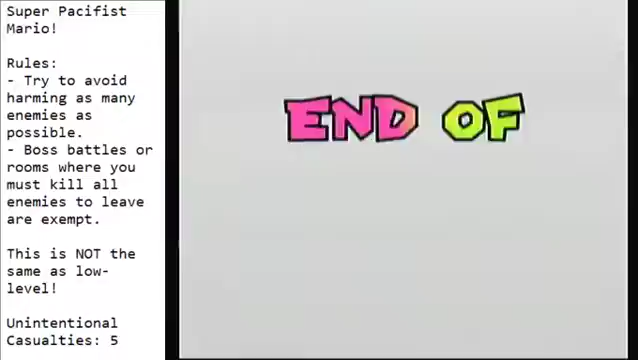 Super Pacifist
Mario!
Rules:
- Try to avoid
harming as many
enemies as
possible.
- Boss battles or
rooms where you
must kill all
enemies to leave
are exempt.
This is NOT the
same as low-
level!
Unintentional
Casualties: 5
END OF